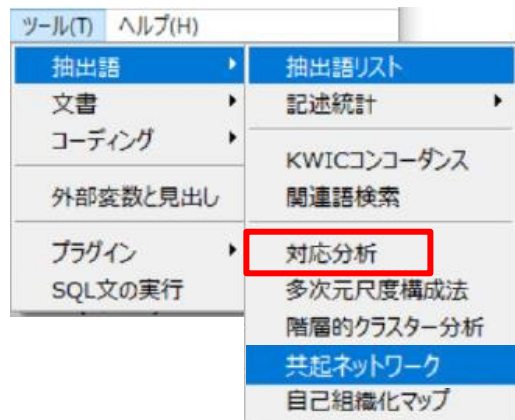 ツール(T) ヘルプ(H)
抽出語
文書
コーディング
外部変数と見出し
プラグイン
SQL文の実行
抽出語リスト
記述統計
KWICコンコーダンス
関連語検索
対応分析
多次元尺度構成法
階層的クラスター分析
共起ネットワーク
自己組織化マップ